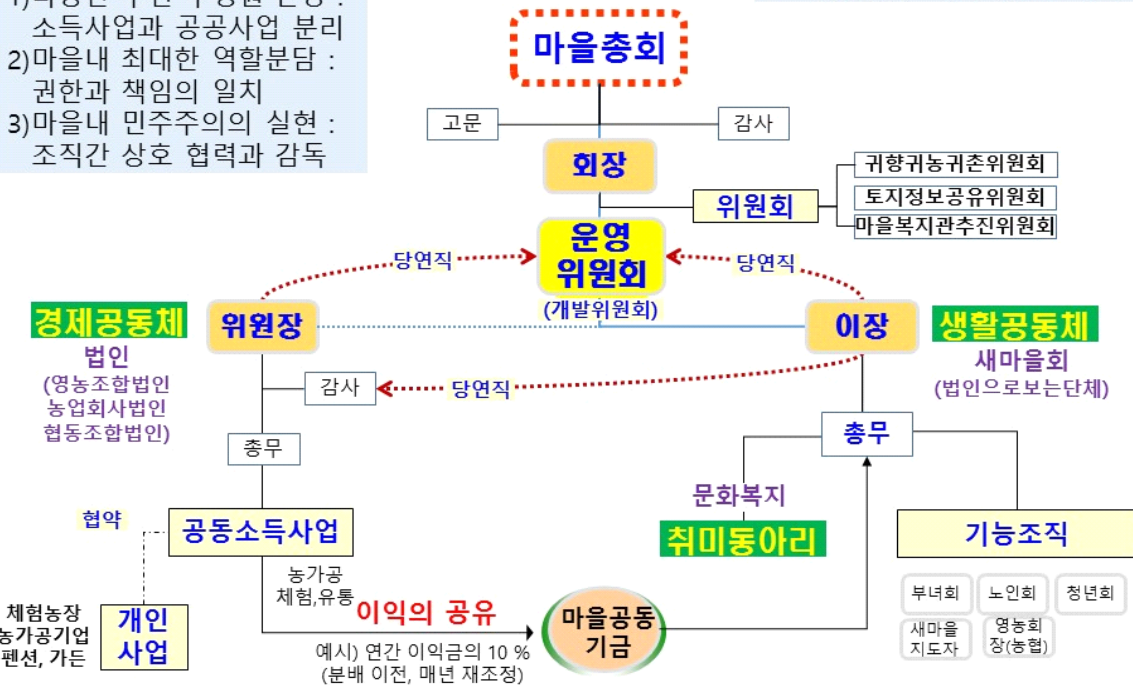 소득사업과 공공사업 분리
2)마을내 최대한 역할분담 :
권한과 책임의 일치
3)마을내 민주주의의 실현 :
조직간 상호 협력과 감독
마을총회
고문
감사
회장
위원회
귀향귀농귀촌위원회
토지정보공유위원회
마을복지관추진위원회
운영
위원회
(개발위원회)
당연직
당연직
경제공동체
법인
(영농조합법인
농업회사법인
협동조합법인)
위원장
이장
생활공동체
새마을회
(법인으로보는단체)
감사
당연직
총무
총무
문화복지
취미동아리
협약
공동소득사업
기능조직
농가공
체험,유통
이익의 공유
예시) 연간 이익금의 10 %
(분배 이전, 매년 재조정)
마을공동
기금
체험농장
농가공기업
펜션, 가든
개인
사업
부녀회
노인회
청년회
새마을
지도자
영농회
장(농협)